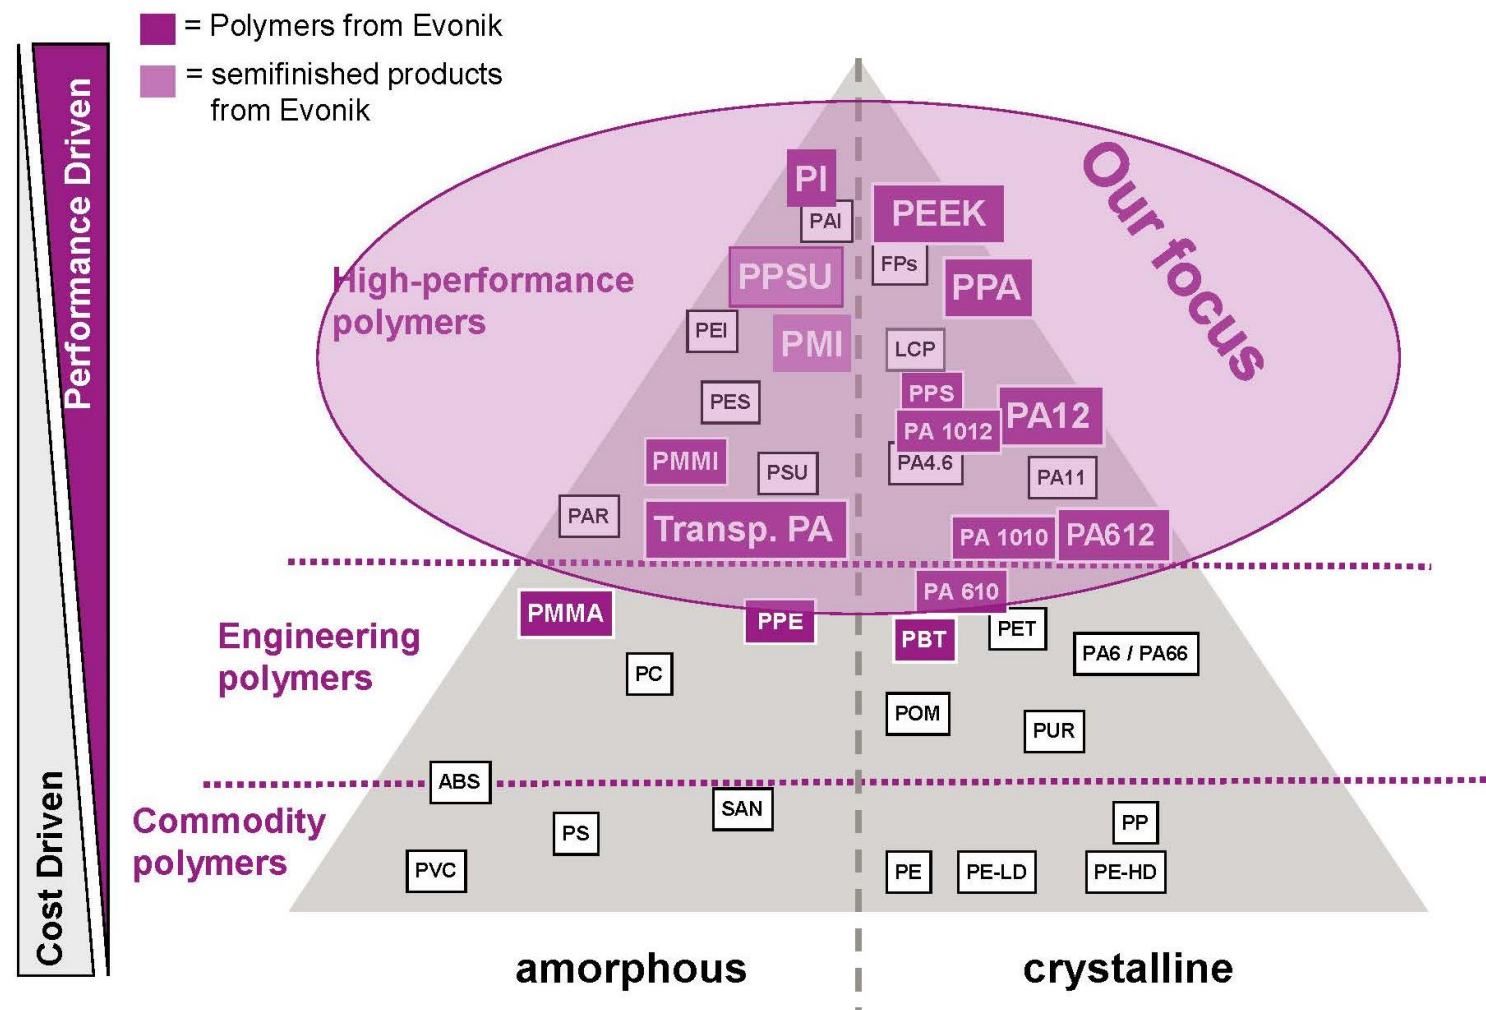 = Polymers from Evonik
= semifinished products
from Evonik
Performance Driven
Cost Driven
Our focus
PI
PAI
PEEK
FPs
High-performance
polymers
PPSU
PPA
PEI
PMI
LCP
PES
PPS
PA12
PA 1012
PMMI
PSU
PA4.6
PA11
PAR
Transp. PA
PA 1010
PA612
PA 610
PMMA
PPE
PBT
PET
Engineering
polymers
PA6 / PA66
PC
POM
PUR
ABS
SAN
Commodity
polymers
PS
PP
PVC
PE
PE-LD
PE-HD
amorphous
crystalline